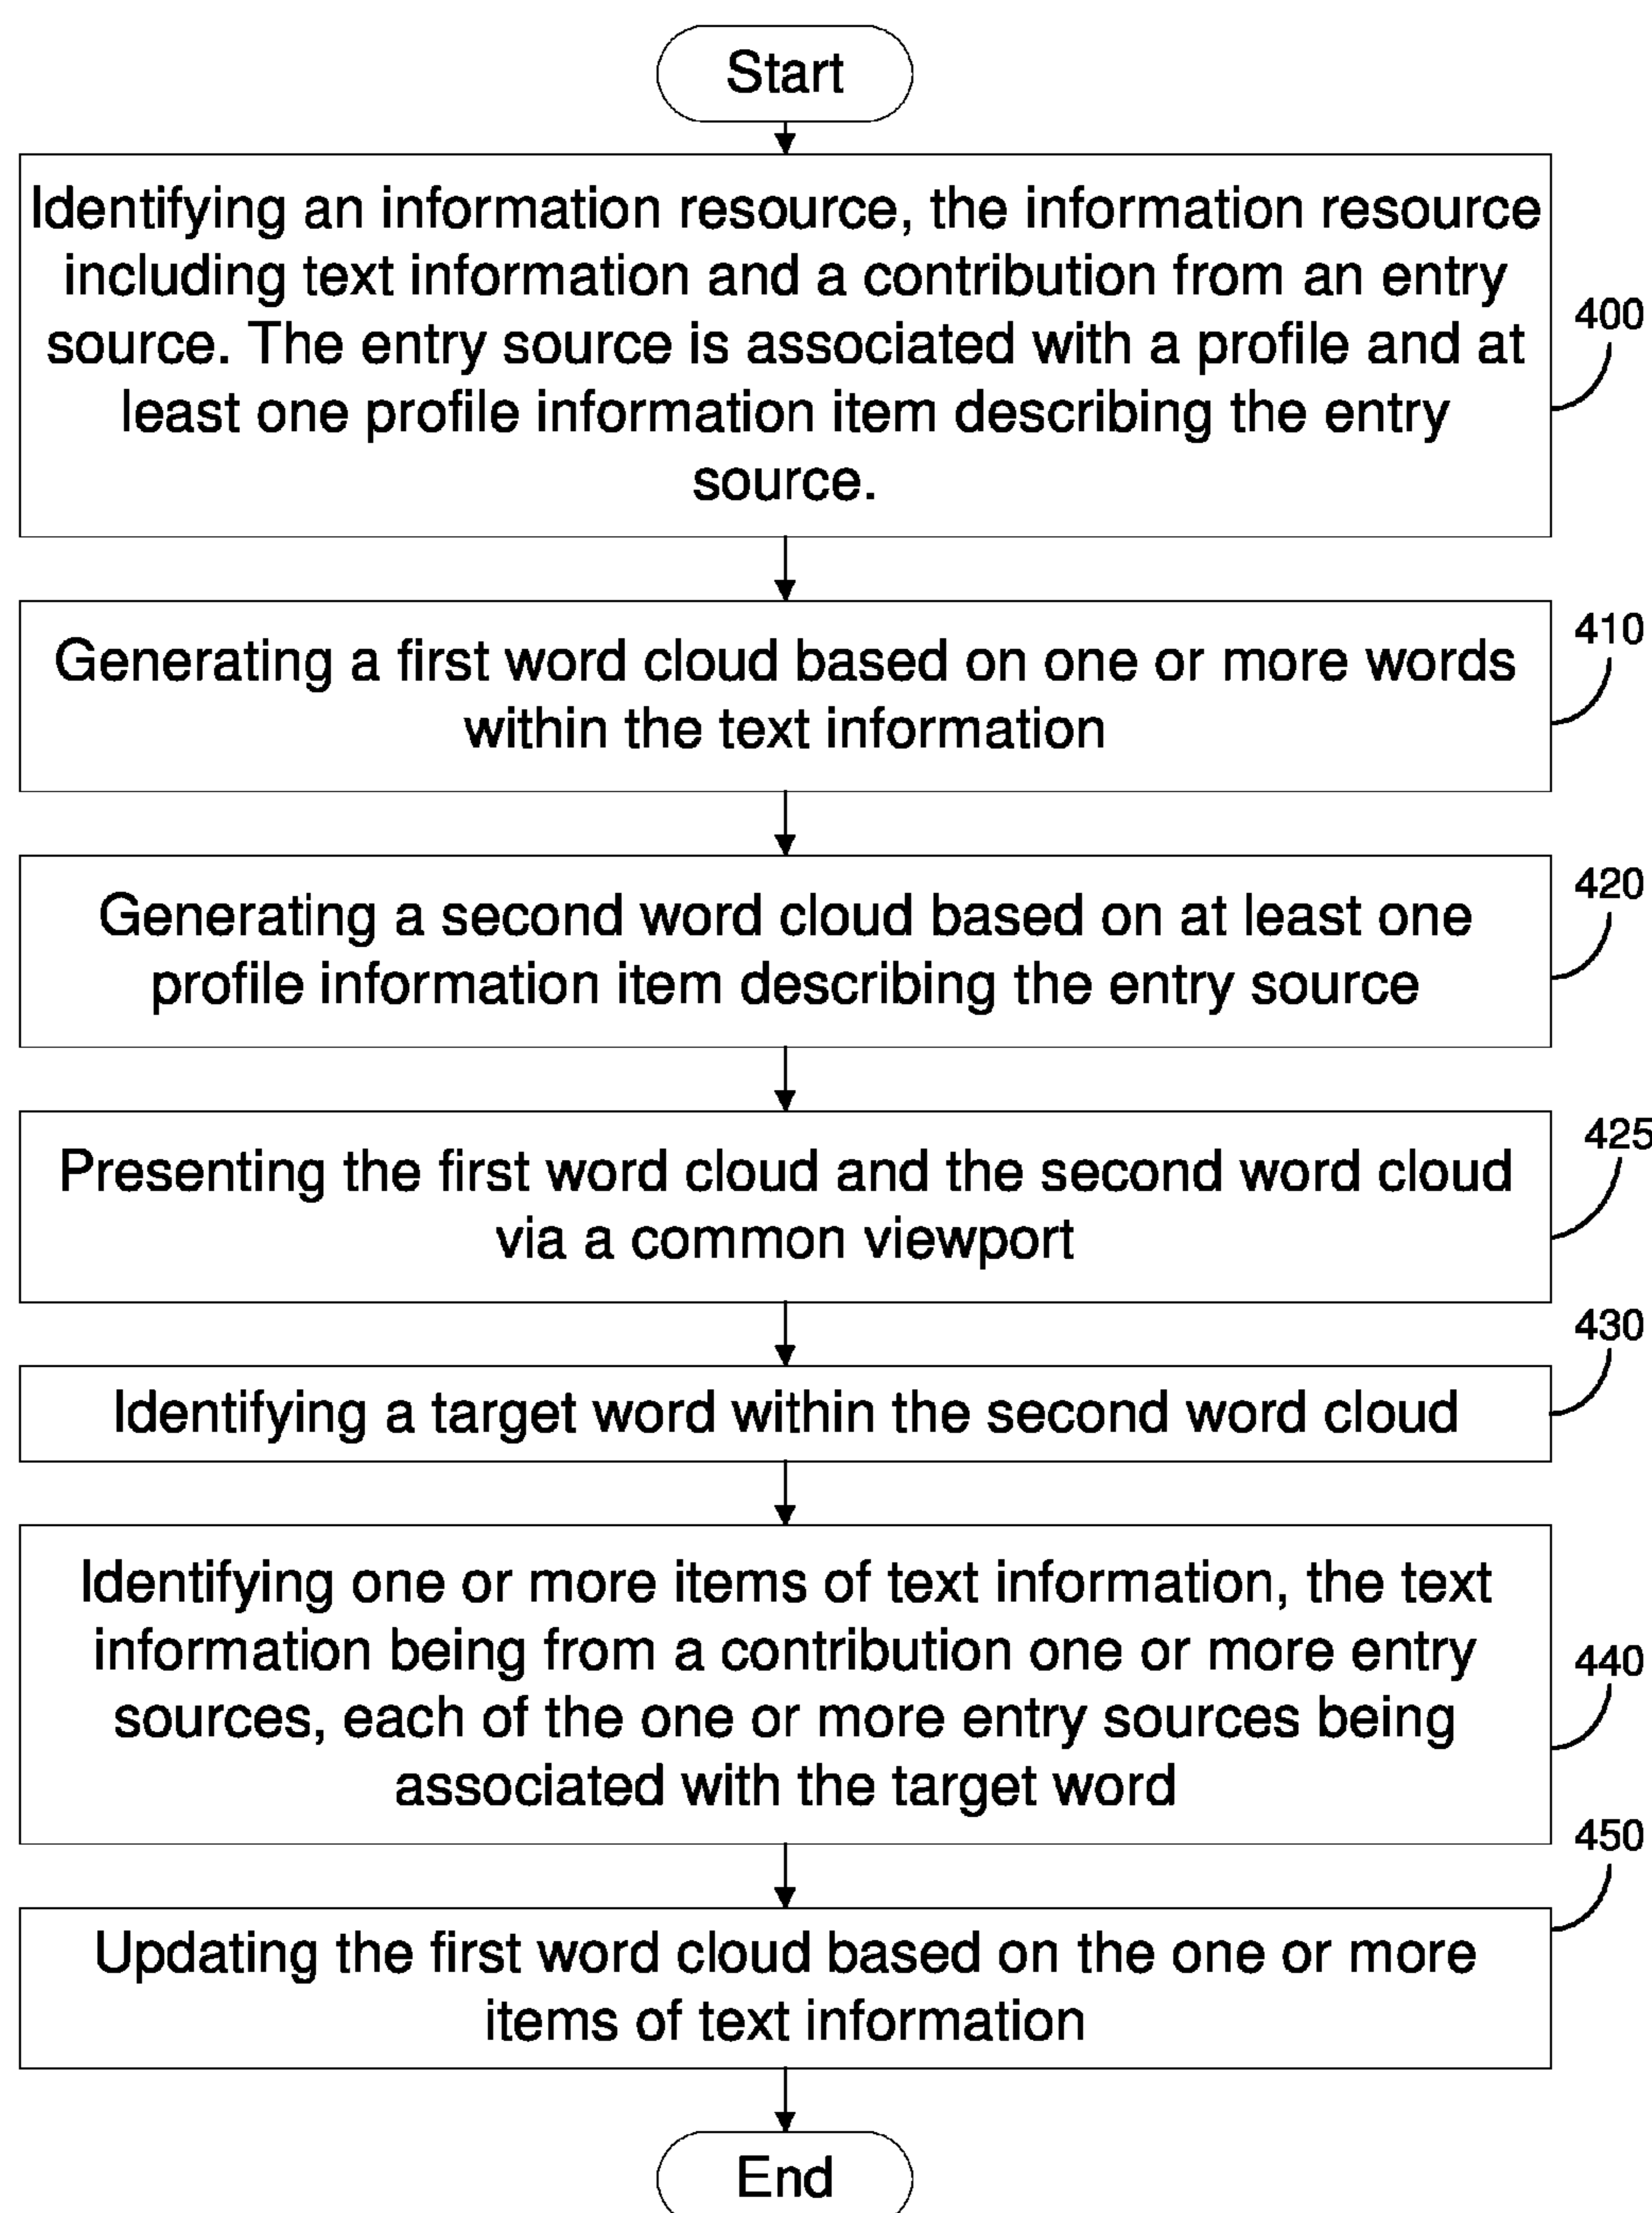 Start
Identifying an information resource, the information resource
including text information and a contribution from an entry
source. The entry source is associated with a profile and at
least one profile information item describing the entry
source.
400
Generating a first word cloud based on one or more words
within the text information
410
Generating a second word cloud based on at least one
profile information item describing the entry source
420
Presenting the first word cloud and the second word cloud
via a common viewport
425
Identifying a target word within the second word cloud
430
Identifying one or more items of text information, the text
information being from a contribution one or more entry
sources, each of the one or more entry sources being
associated with the target word
440
Updating the first word cloud based on the one or more
items of text information
450
End